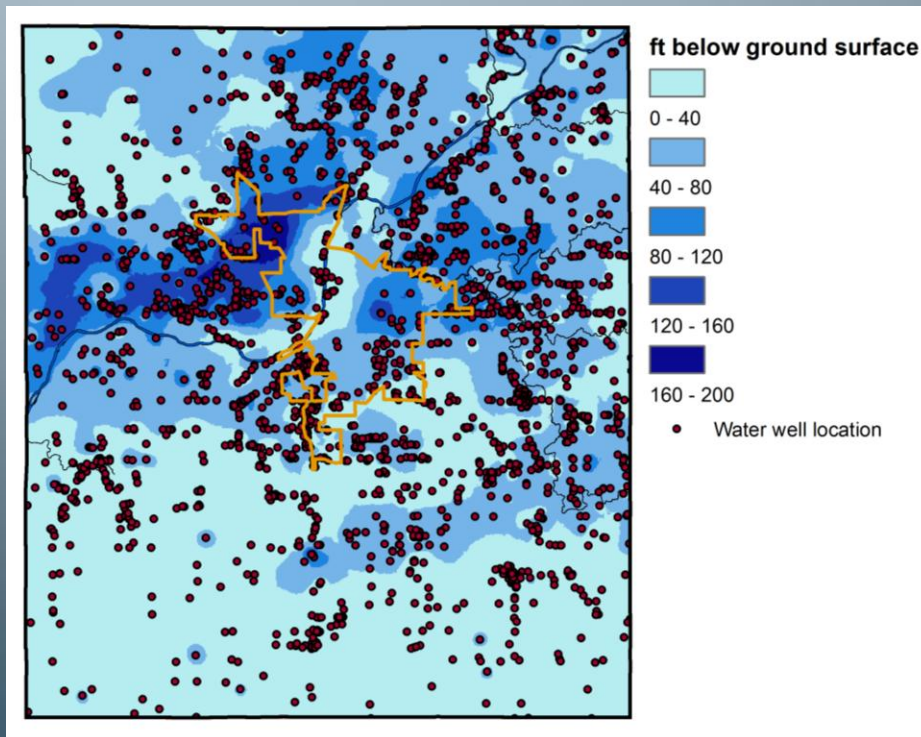 ft below ground surface
0 - 40
40 - 80
80 - 120
120 - 160
160 - 200
Water well location